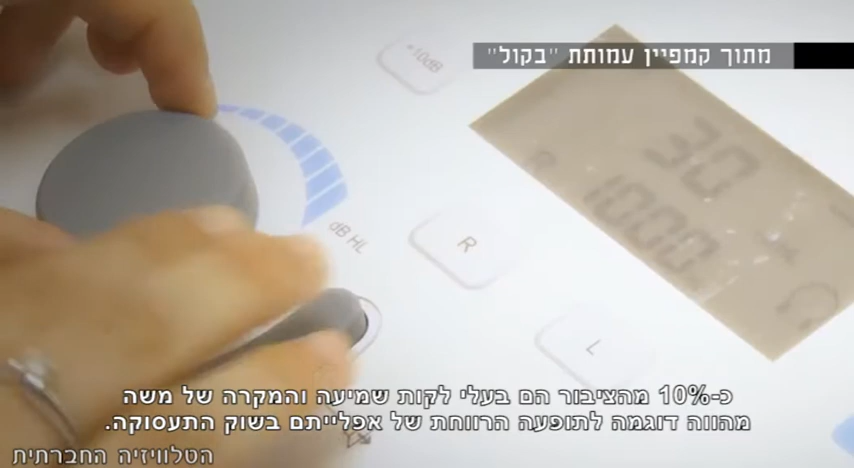 מתוך קמפיין עמותת "בקול"
+10dB
30
R
1000
dB HL
R
L
כ-10% מהציבור הם בעלי לקות שמיעה והמקרה של משה
מהווה דוגמה לתופעה הרווחת של אפלייתם בשוק התעסוקה.
הטלוויזיה החברתית